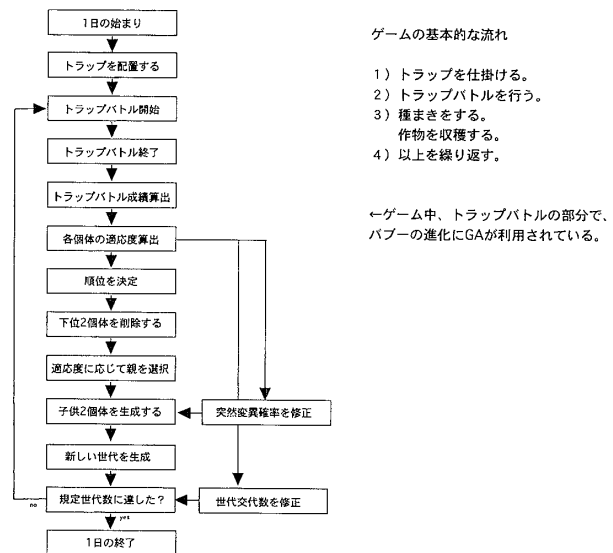 1日の始まり
トラップを配置する
トラップバトル開始
トラップバトル終了
トラップバトル成績算出
各個体の適応度算出
順位を決定
下位2個体を削除する
適応度に応じて親を選択
子供2個体を生成する
突然変異確率を修正
新しい世代を生成
規定世代数に達した？
世代交代数を修正
no
yes
1日の終了
ゲームの基本的な流れ
1）トラップを仕掛ける。
2）トラップバトルを行う。
3）種まきをする。
作物を収穫する。
4）以上を繰り返す。
←ゲーム中、トラップバトルの部分で、
バブーの進化にGAが利用されている。